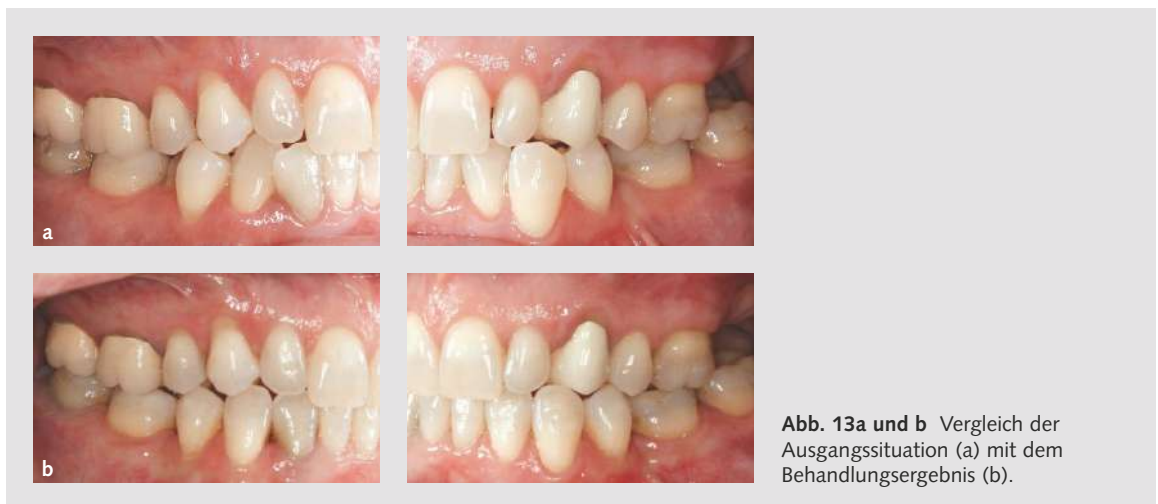 a
b
Abb. 13a und b Vergleich der
Ausgangssituation (a) mit dem
Behandlungsergebnis (b).